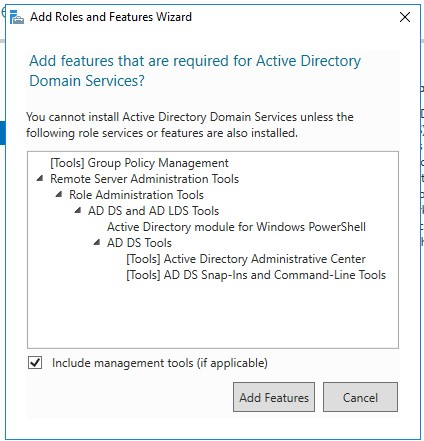 Add Roles and Features Wizard
Add features that are required for Active Directory
Domain Services?
You cannot install Active Directory Domain Services unless the
following role services or features are also installed.
[Tools] Group Policy Management
Remote Server Administration Tools
Role Administration Tools
AD DS and AD LDS Tools
Active Directory module for Windows PowerShell
AD DS Tools
[Tools] Active Directory Administrative Center
[Tools] AD DS Snap-Ins and Command-Line Tools
Include management tools (if applicable)
Add Features
Cancel